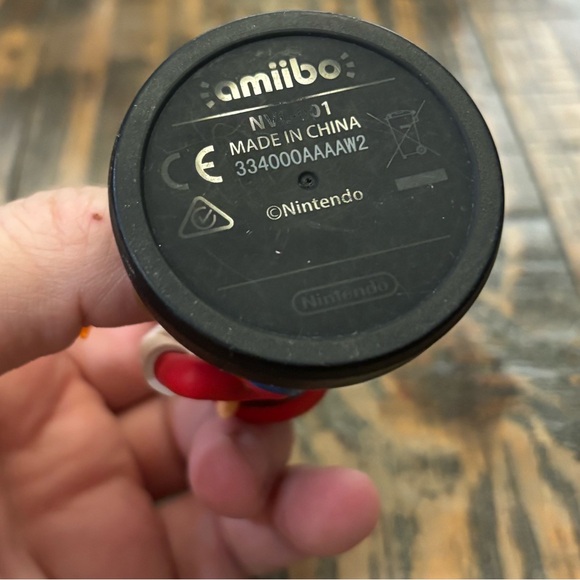 amiibo
MADE IN CHINA
CE
334000AAAAW2
©Nintendo
Nintendo